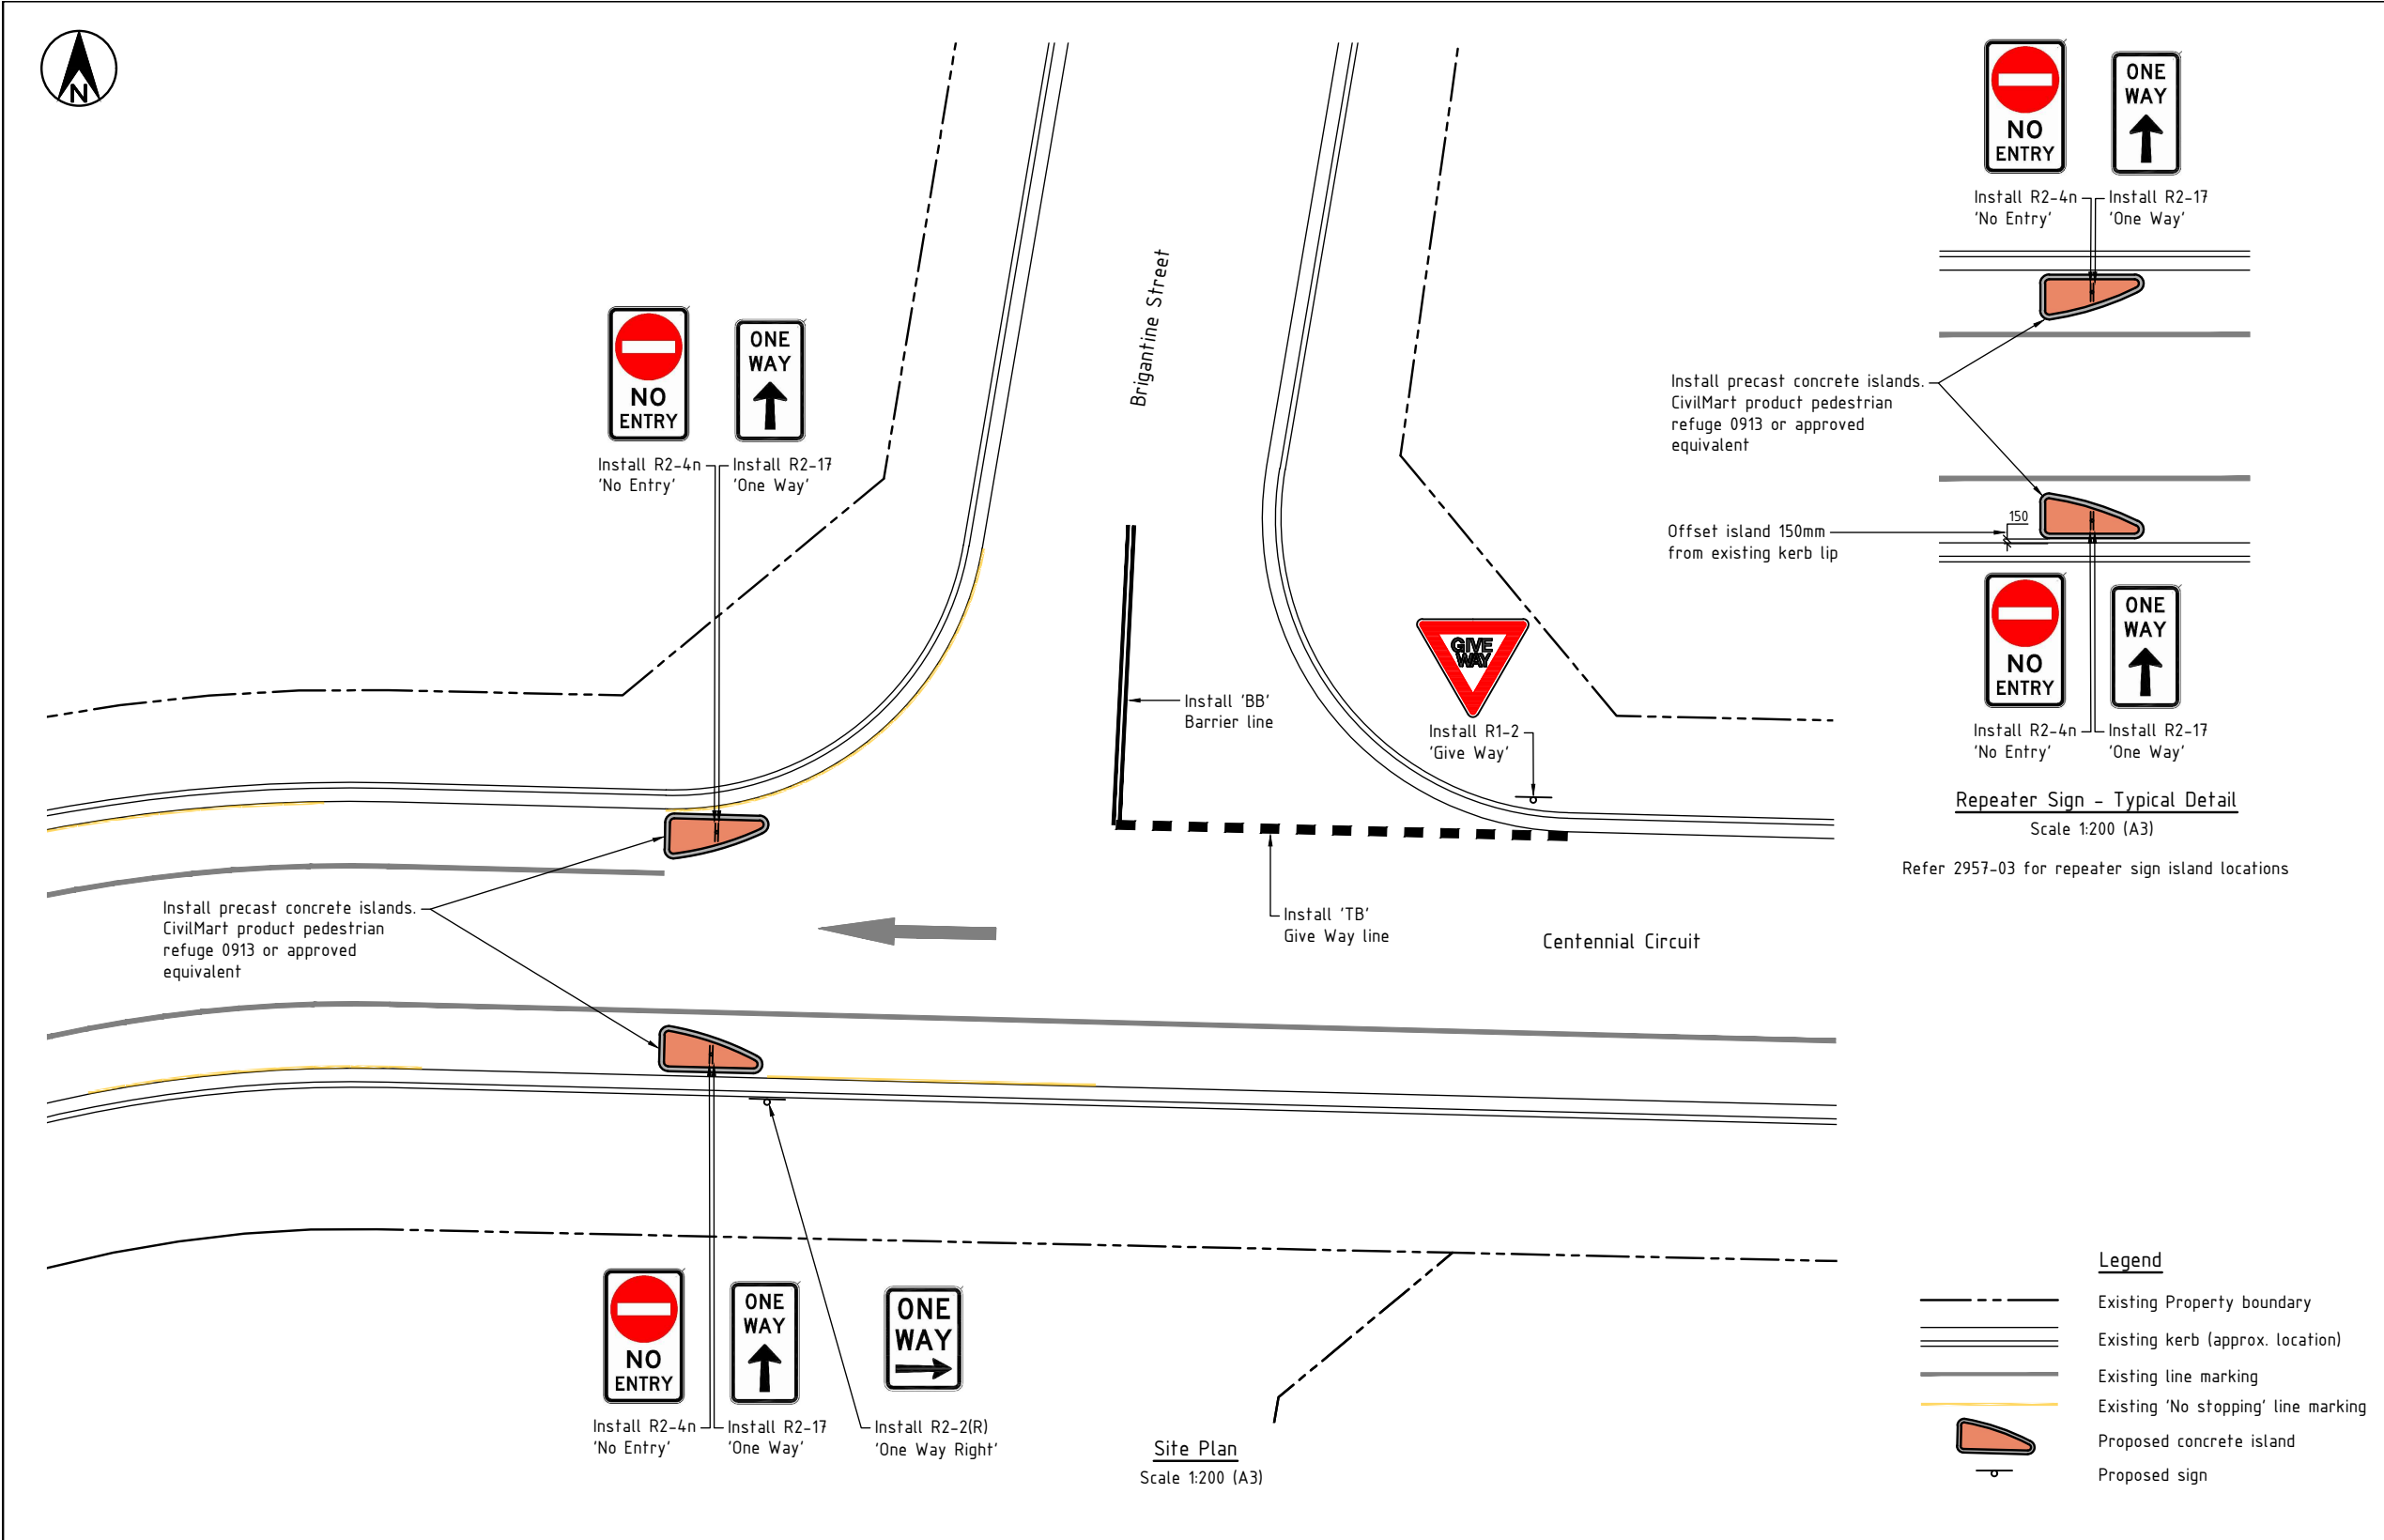 N
NO
ENTRY
ONE
WAY
Install R2-4n
'No Entry'
Install R2-17
'One Way'
Brigantine Street
Install 'BB'
Barrier line
GIVE
WAY
Install R1-2
'Give Way'
Install precast concrete islands.
CivilMart product pedestrian
refuge 0913 or approved
equivalent
Install 'TB'
Give Way line
Centennial Circuit
NO
ENTRY
ONE
WAY
ONE
WAY
Install R2-4n
'No Entry'
Install R2-17
'One Way'
Install R2-2(R)
'One Way Right'
Site Plan
Scale 1:200 (A3)
NO
ENTRY
ONE
WAY
Install R2-4n
'No Entry'
Install R2-17
'One Way'
Install precast concrete islands.
CivilMart product pedestrian
refuge 0913 or approved
equivalent
150
Offset island 150mm
from existing kerb lip
NO
ENTRY
ONE
WAY
Install R2-4n
'No Entry'
Install R2-17
'One Way'
Repeater Sign - Typical Detail
Scale 1:200 (A3)
Refer 2957-03 for repeater sign island locations
Legend
Existing Property boundary
Existing kerb (approx. location)
Existing line marking
Existing 'No stopping' line marking
Proposed concrete island
Proposed sign